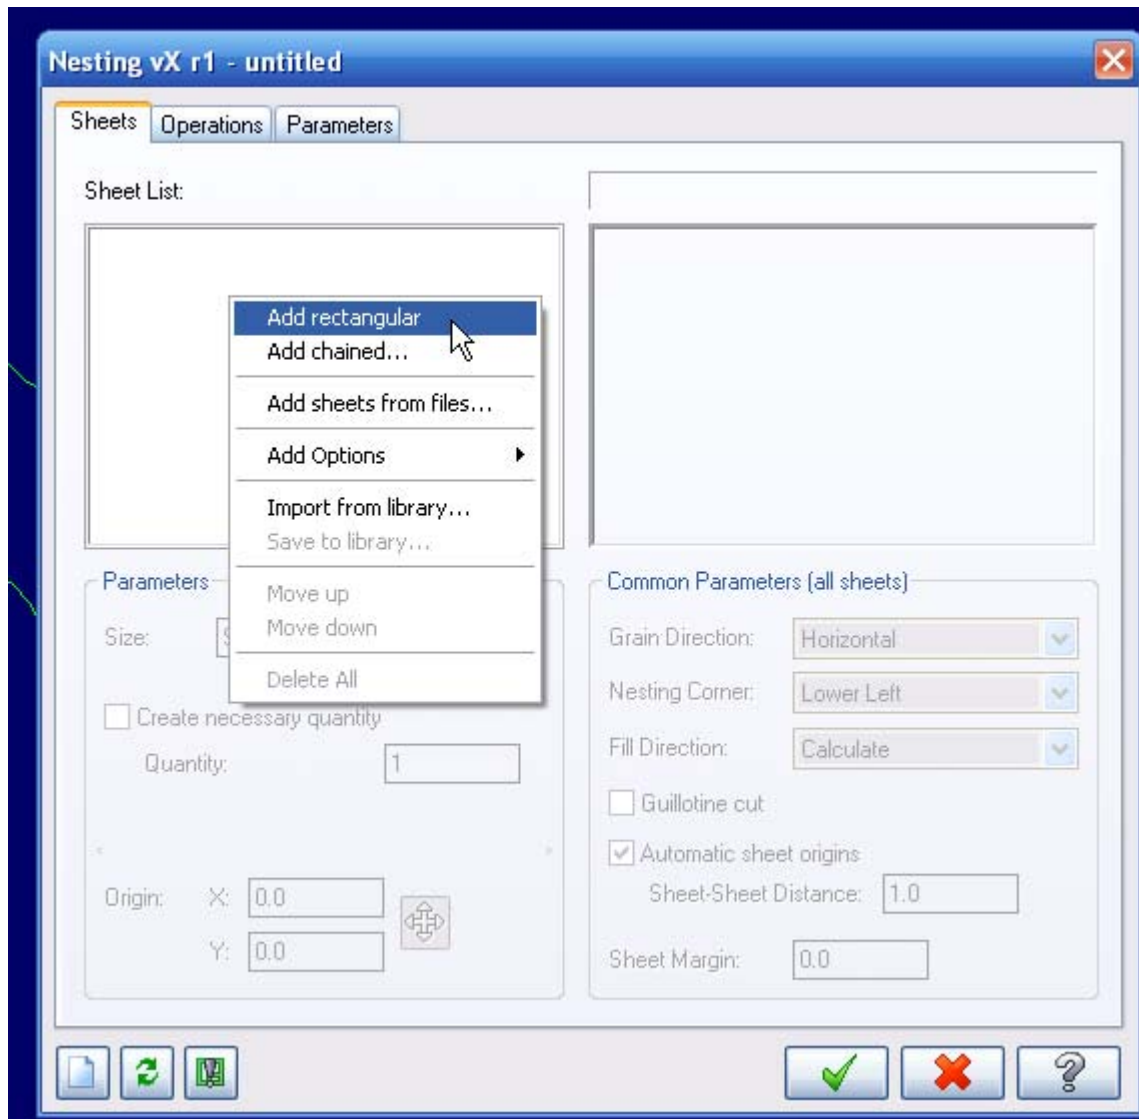 Nesting vX r1 - untitled
Sheets Operations Parameters
Sheet List:
Add rectangular
Add chained...
Add sheets from files...
Add Options
Import from library...
Save to library...
Move up
Move down
Delete All
Parameters
Size:
Create necessary quantity
Quantity: 1
Origin: X: 0.0
Y: 0.0
Common Parameters (all sheets)
Grain Direction: Horizontal
Nesting Corner: Lower Left
Fill Direction: Calculate
Guillotine cut
Automatic sheet origins
Sheet-Sheet Distance: 1.0
Sheet Margin: 0.0